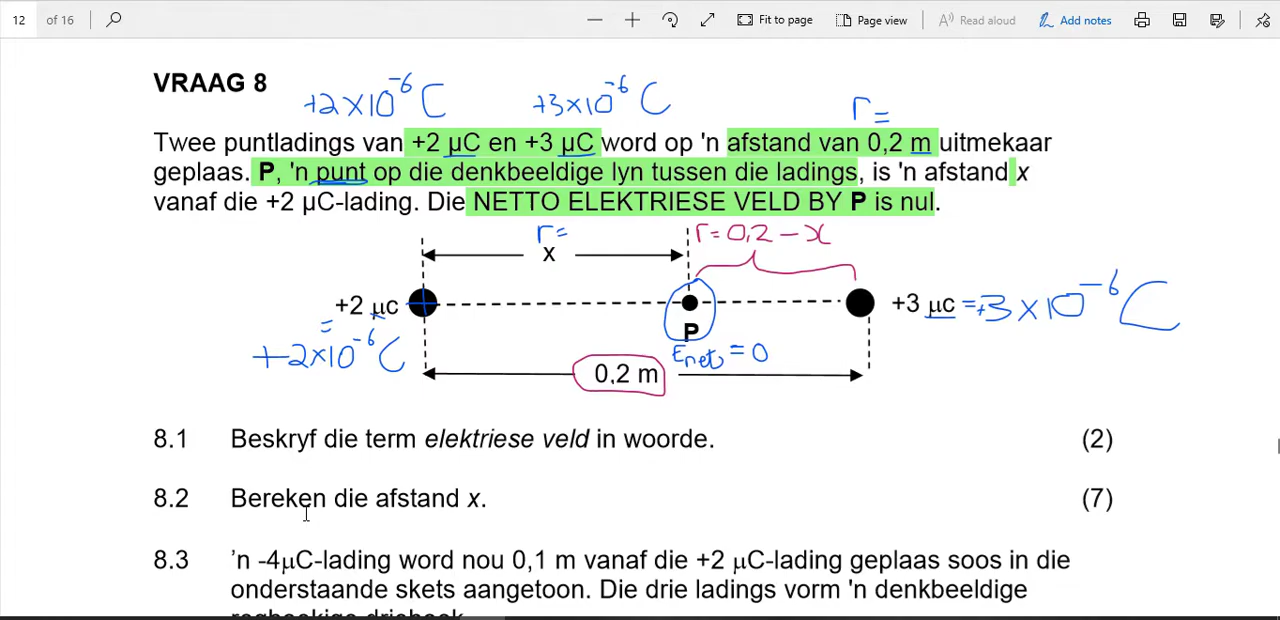 12 of 16 Fit to page Page view Read aloud Add notes
VRAAG 8
+2×10⁻⁶ C +3×10⁻⁶ C r=
Twee puntladings van +2 µC en +3 µC word op 'n afstand van 0,2 m uitmekaar
geplaas. P, 'n punt op die denkbeeldige lyn tussen die ladings, is 'n afstand x
vanaf die +2 µC-lading. Die NETTO ELEKTRIESE VELD BY P is nul.
r= r=0,2-x
x
+2 µc +3 µc =+3×10⁻⁶ C
P
= +2×10⁻⁶ C Enet=0
0,2 m
8.1 Beskryf die term elektriese veld in woorde. (2)
8.2 Bereken die afstand x. (7)
8.3 'n -4µC-lading word nou 0,1 m vanaf die +2 µC-lading geplaas soos in die
onderstaande skets aangetoon. Die drie ladings vorm 'n denkbeeldige